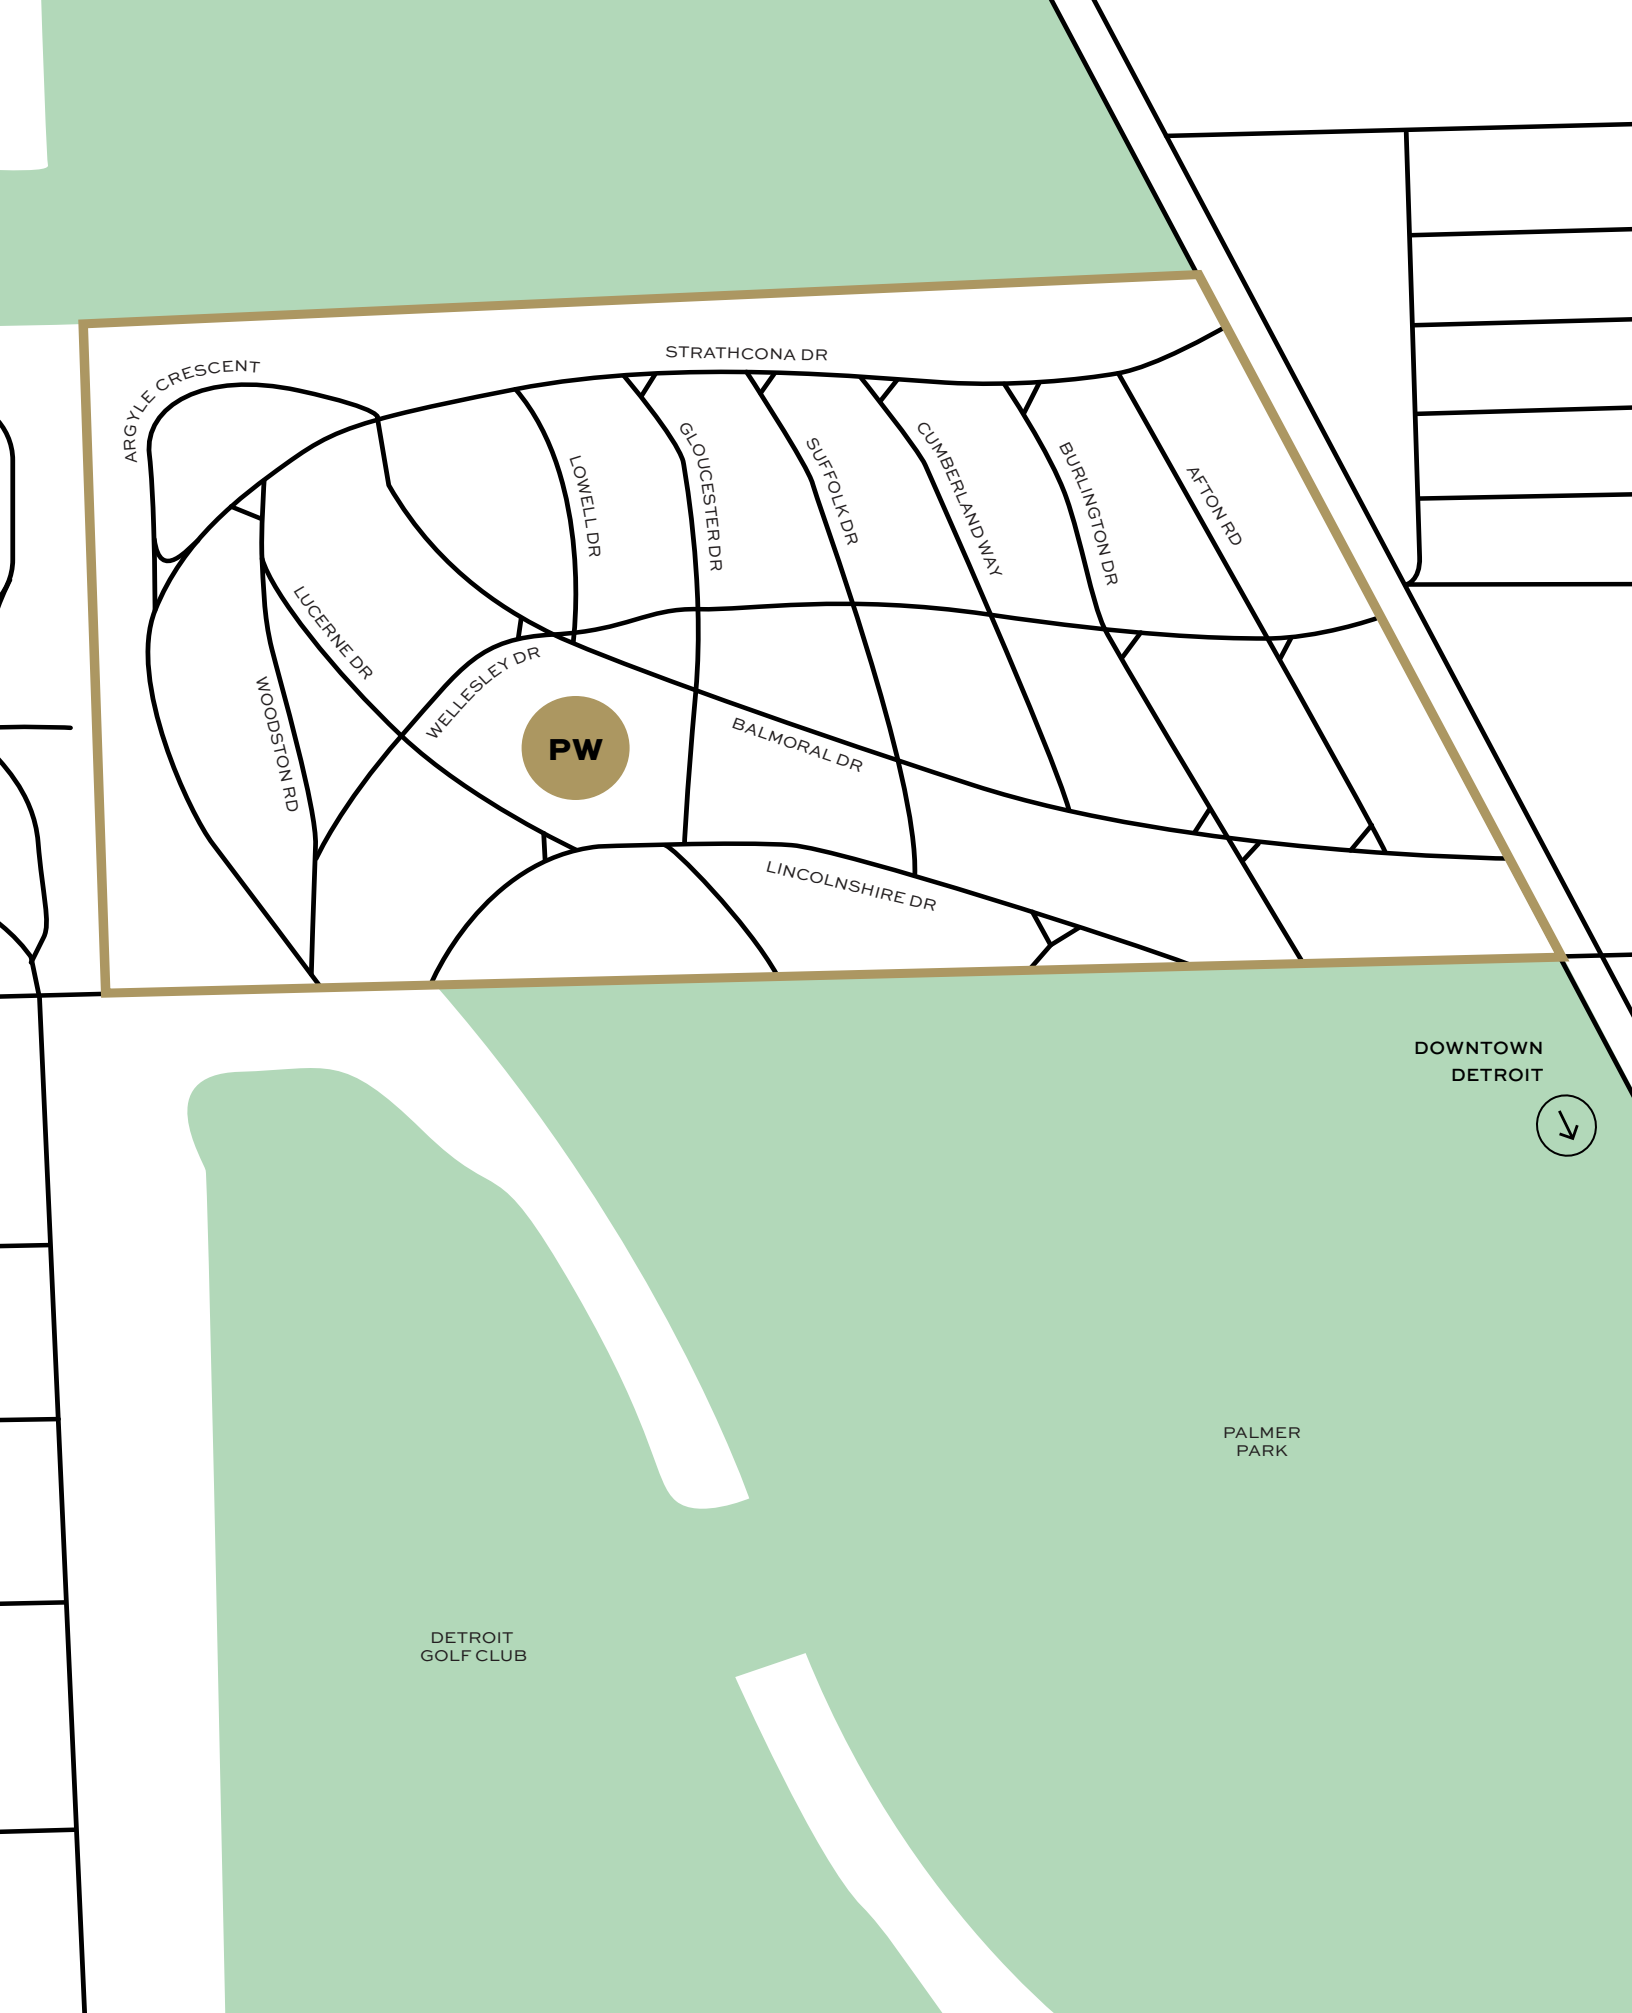 STRATHCONA DR
ARGYLE CRESCENT
GLOUCESTER DR
CUMBERLAND WAY
SUFFOLK DR
BURLINGTON DR
LOWELL DR
AFTON RD
LUCERNE DR
WELLESLEY DR
WOODSTON RD
PW
BALMORAL DR
LINCOLNSHIRE DR
DOWNTOWN
DETROIT
PALMER
PARK
DETROIT
GOLF CLUB